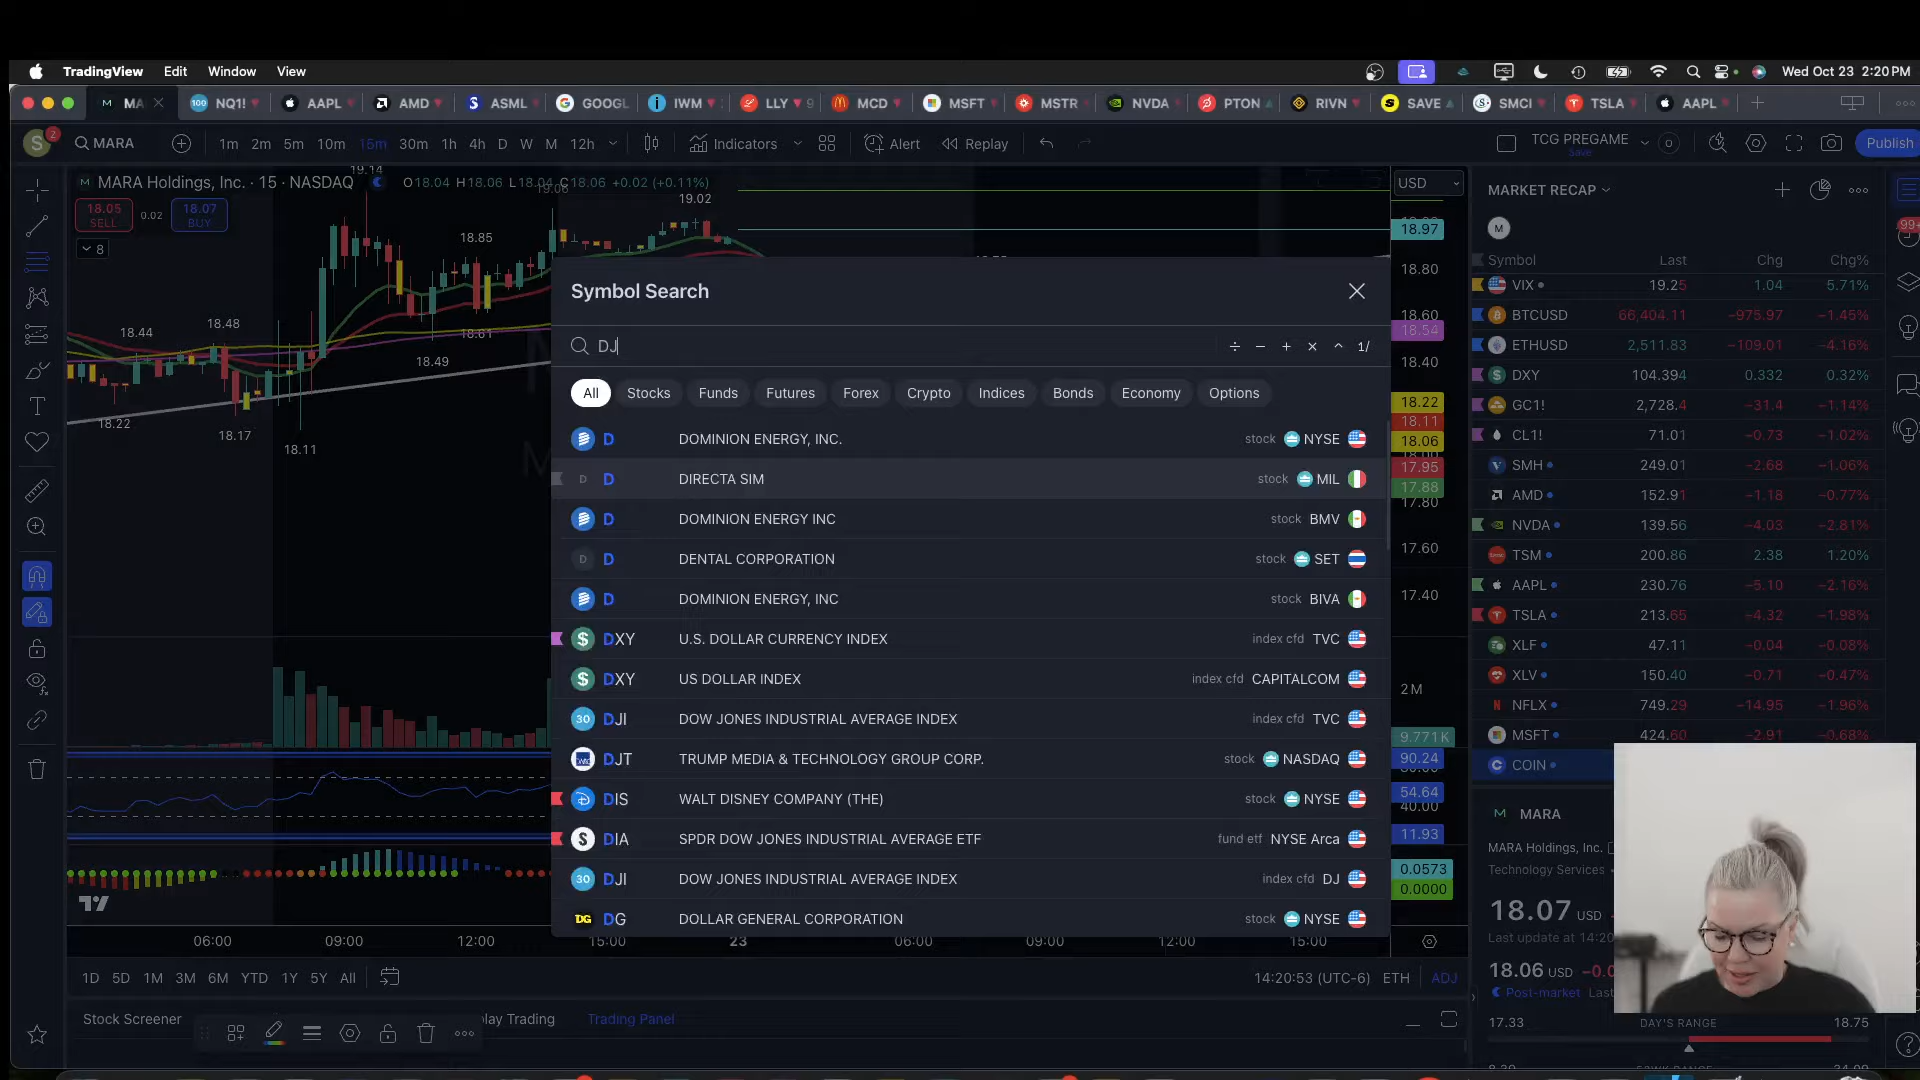 TradingView Edit Window View Wed Oct 23 2:20 PM
MA NQ1! AAPL AMD ASML GOOGL IWM LLY 9 MCD MSFT MSTR NVDA PTON RIVN SAVE SMCI TSLA AAPL
S 2 MARA 1m 2m 5m 10m 15m 30m 1h 4h D W M 12h Indicators Alert Replay TCG PREGAME Save Publish
MARA Holdings, Inc. · 15 · NASDAQ O18.04 H18.06 L18.04 C18.06 +0.02 (+0.11%)
18.05 SELL 0.02 18.07 BUY
8
19.14
19.06
19.02
18.85
18.48
18.44
18.61
18.49
18.22
18.17
18.11
USD
18.97
18.80
18.60
18.54
18.40
18.22
18.11
18.06
17.95
17.88
17.80
17.60
17.40
2 M
9.771K
90.24
54.64
40.00
11.93
0.0573
0.0000
Symbol Search
DJ
÷ − + × ^ 1/
All Stocks Funds Futures Forex Crypto Indices Bonds Economy Options
D DOMINION ENERGY, INC. stock NYSE
D D DIRECTA SIM stock MIL
D DOMINION ENERGY INC stock BMV
D D DENTAL CORPORATION stock SET
D DOMINION ENERGY, INC stock BIVA
$ DXY U.S. DOLLAR CURRENCY INDEX index cfd TVC
$ DXY US DOLLAR INDEX index cfd CAPITALCOM
30 DJI DOW JONES INDUSTRIAL AVERAGE INDEX index cfd TVC
DJT TRUMP MEDIA & TECHNOLOGY GROUP CORP. stock NASDAQ
DIS WALT DISNEY COMPANY (THE) stock NYSE
S DIA SPDR DOW JONES INDUSTRIAL AVERAGE ETF fund etf NYSE Arca
30 DJI DOW JONES INDUSTRIAL AVERAGE INDEX index cfd DJ
DG DG DOLLAR GENERAL CORPORATION stock NYSE
06:00 09:00 12:00 15:00 23 06:00 09:00 12:00 15:00
1D 5D 1M 3M 6M YTD 1Y 5Y All 14:20:53 (UTC-6) ETH ADJ
Stock Screener play Trading Trading Panel
MARKET RECAP
M
Symbol Last Chg Chg%
VIX 19.25 1.04 5.71%
BTCUSD 66,404.11 −975.97 −1.45%
ETHUSD 2,511.83 −109.01 −4.16%
DXY 104.394 0.332 0.32%
GC1! 2,728.4 −31.4 −1.14%
CL1! 71.01 −0.73 −1.02%
SMH 249.01 −2.68 −1.06%
AMD 152.91 −1.18 −0.77%
NVDA 139.56 −4.03 −2.81%
TSM 200.86 2.38 1.20%
AAPL 230.76 −5.10 −2.16%
TSLA 213.65 −4.32 −1.98%
XLF 47.11 −0.04 −0.08%
XLV 150.40 −0.71 −0.47%
NFLX 749.29 −14.95 −1.96%
MSFT 424.60 −2.91 −0.68%
COIN
MARA
MARA Holdings, Inc.
Technology Services
18.07 USD
Last update at 14:20
18.06 USD −0.0
Post-market Last
17.33 DAY'S RANGE 18.75
99+